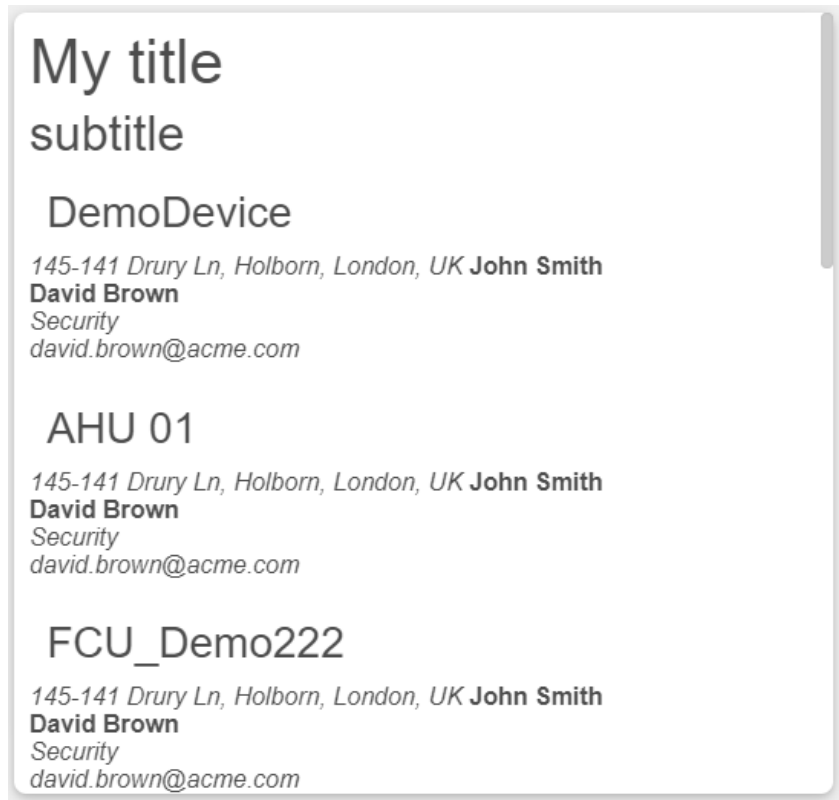 My title
subtitle
DemoDevice
145-141 Drury Ln, Holborn, London, UK John Smith
David Brown
Security
david.brown@acme.com
AHU 01
145-141 Drury Ln, Holborn, London, UK John Smith
David Brown
Security
david.brown@acme.com
FCU_Demo222
145-141 Drury Ln, Holborn, London, UK John Smith
David Brown
Security
david.brown@acme.com